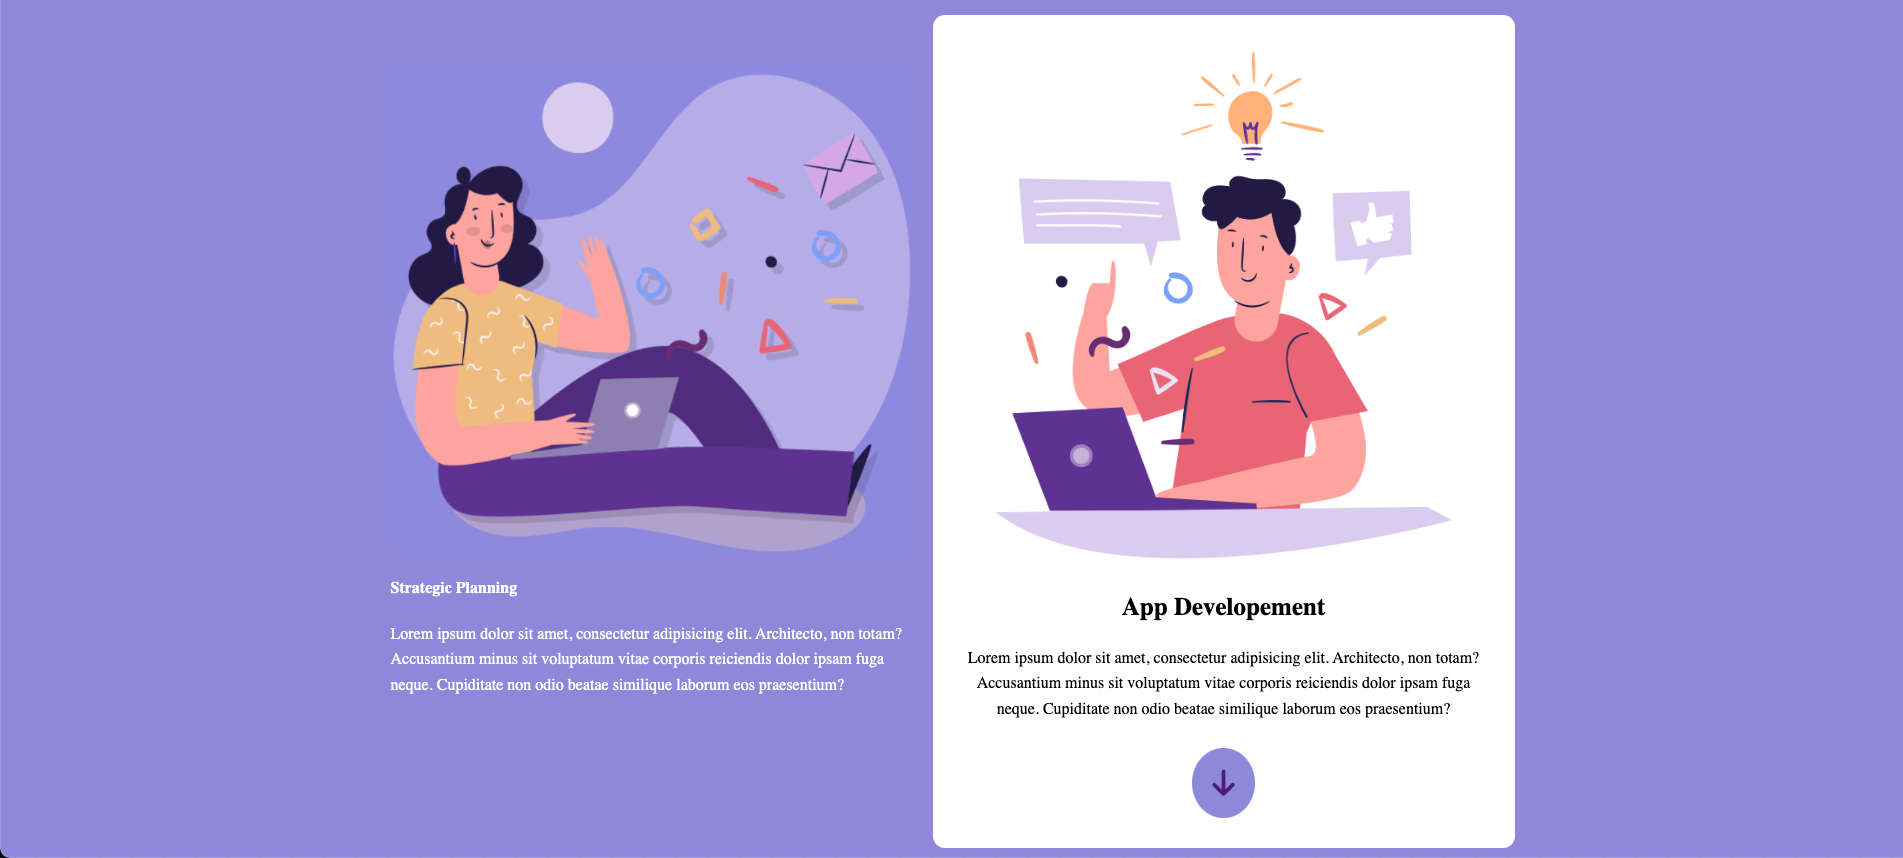 Strategic Planning
Lorem ipsum dolor sit amet, consectetur adipisicing elit. Architecto, non totam?
Accusantium minus sit voluptatum vitae corporis reiciendis dolor ipsam fuga
neque. Cupiditate non odio beatae similique laborum eos praesentium?
App Developement
Lorem ipsum dolor sit amet, consectetur adipisicing elit. Architecto, non totam?
Accusantium minus sit voluptatum vitae corporis reiciendis dolor ipsam fuga
neque. Cupiditate non odio beatae similique laborum eos praesentium?